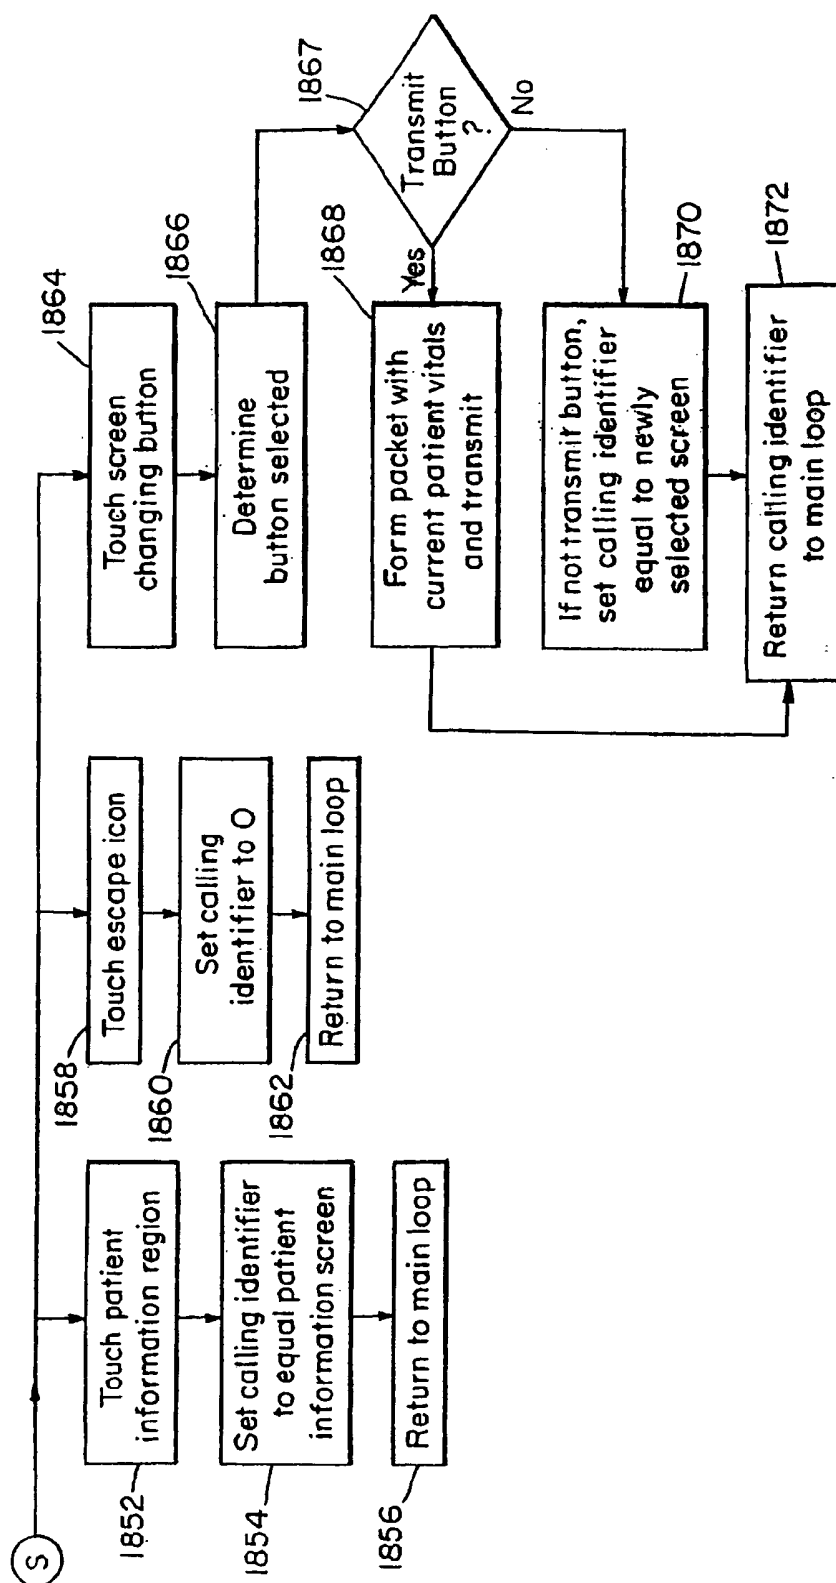 S
1852
Touch patient
information region
1854
Set calling identifier
to equal patient
information screen
1856
Return to main loop
1858
Touch escape icon
1860
Set calling
identifier to 0
1862
Return to main loop
1864
Touch screen
changing button
1866
Determine
button selected
1867
Transmit
Button
?
Yes
No
1868
Form packet with
current patient vitals
and transmit
1870
If not transmit button,
set calling identifier
equal to newly
selected screen
1872
Return calling identifier
to main loop